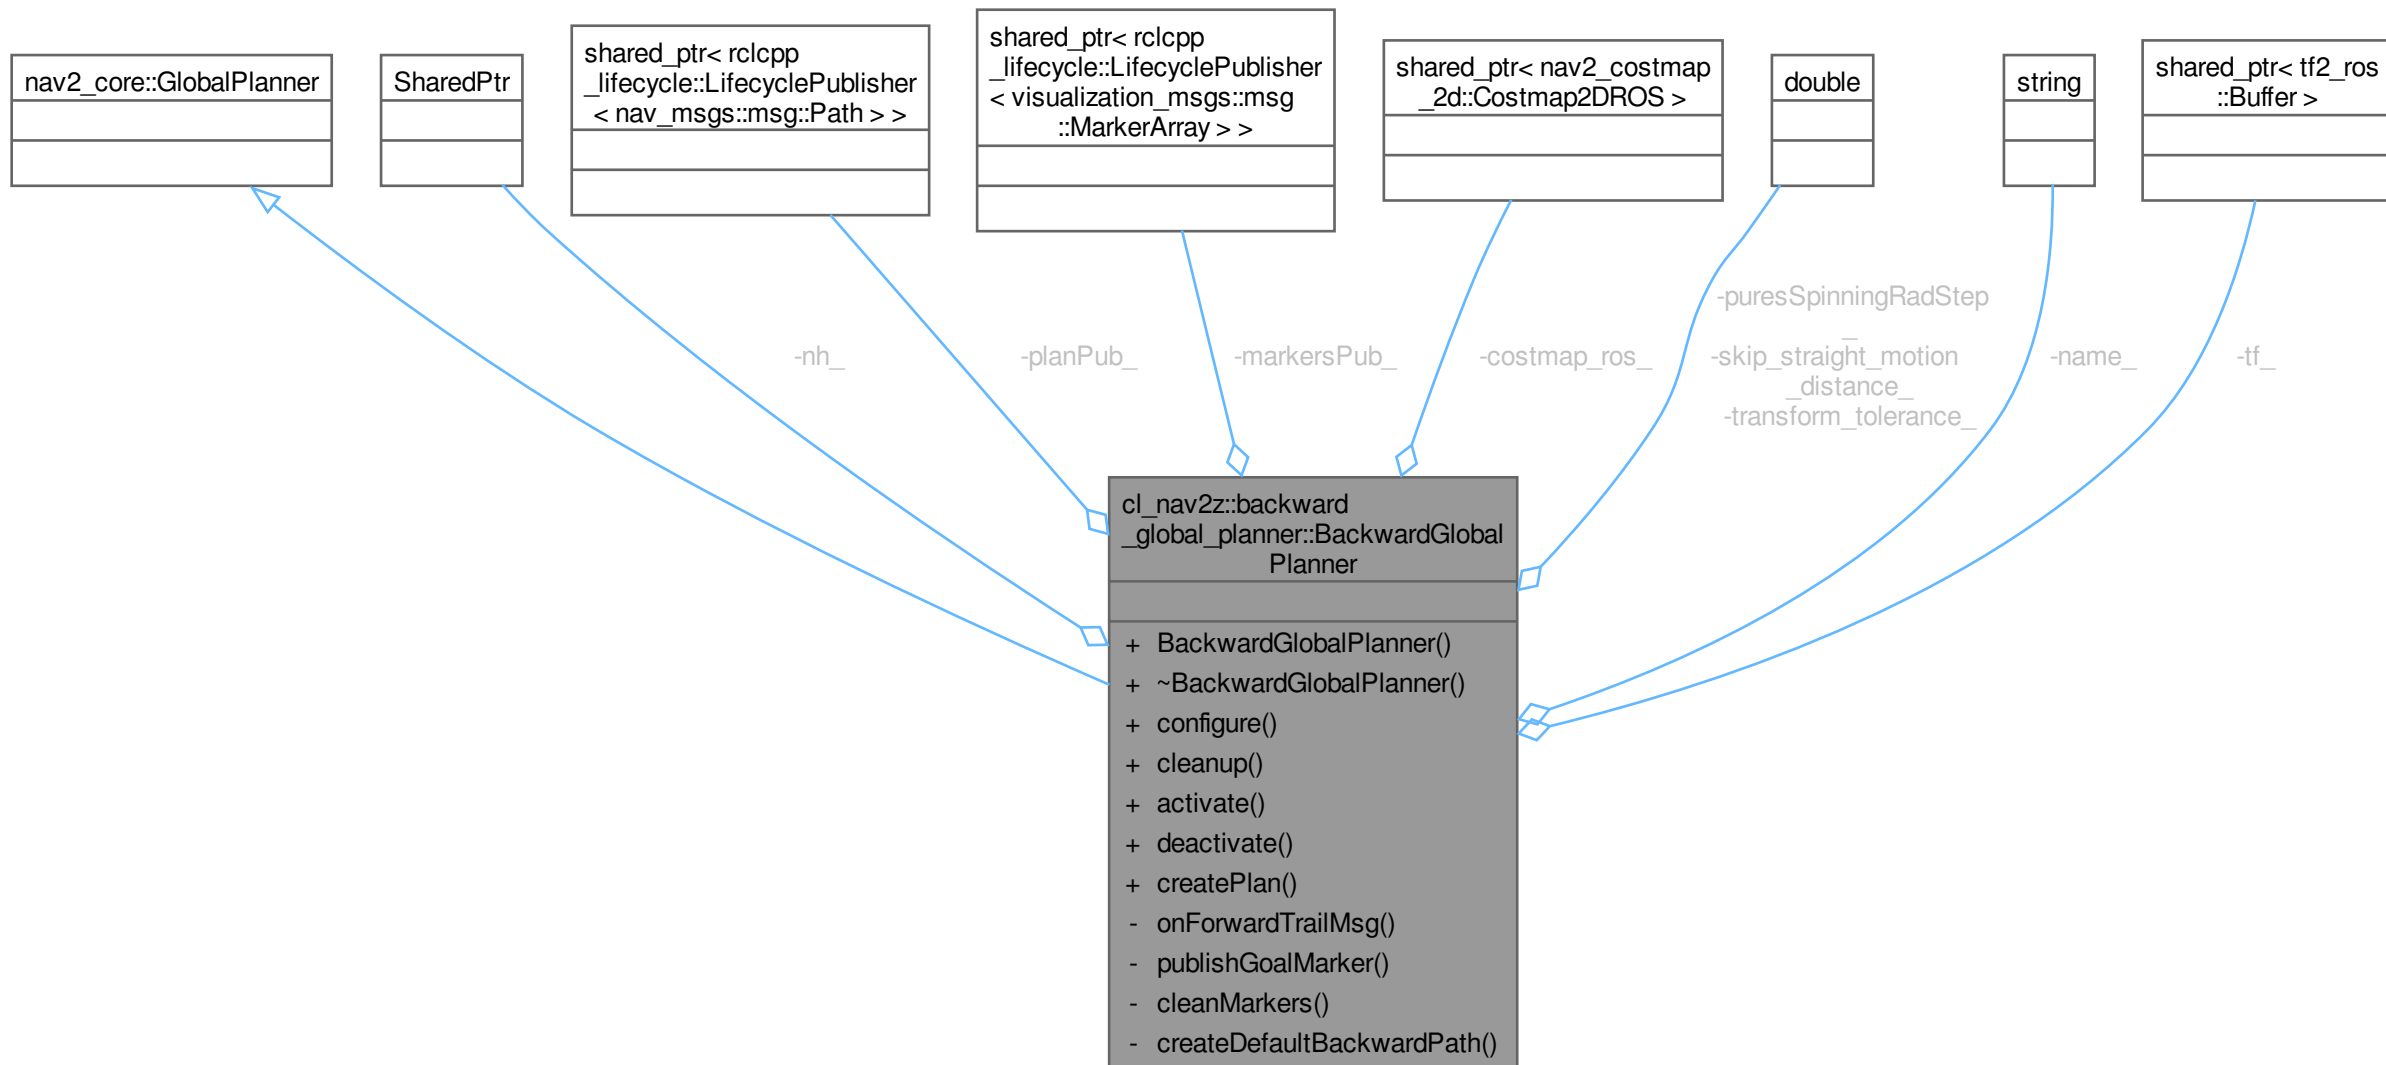 nav2_core::GlobalPlanner
SharedPtr
shared_ptr< rclcpp
_lifecycle::LifecyclePublisher
< nav_msgs::msg::Path > >
shared_ptr< rclcpp
_lifecycle::LifecyclePublisher
< visualization_msgs::msg
::MarkerArray > >
shared_ptr< nav2_costmap
_2d::Costmap2DROS >
double
string
shared_ptr< tf2_ros
::Buffer >
-nh_
-planPub_
-markersPub_
-costmap_ros_
-puresSpinningRadStep
_
-skip_straight_motion
_distance_
-transform_tolerance_
-name_
-tf_
cl_nav2z::backward
_global_planner::BackwardGlobal
Planner
+ BackwardGlobalPlanner()
+ ~BackwardGlobalPlanner()
+ configure()
+ cleanup()
+ activate()
+ deactivate()
+ createPlan()
- onForwardTrailMsg()
- publishGoalMarker()
- cleanMarkers()
- createDefaultBackwardPath()